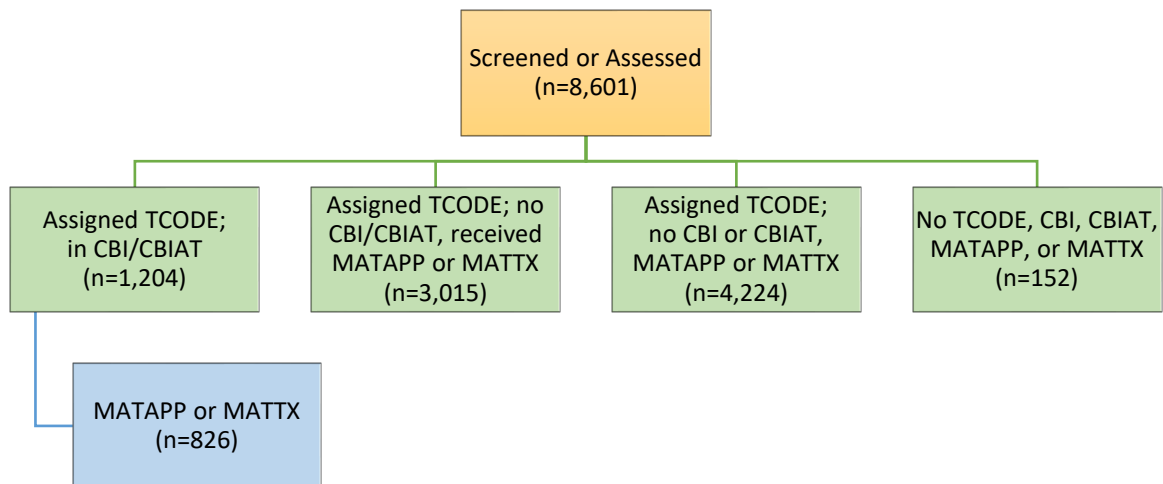 Screened or Assessed
(n=8,601)
Assigned TCODE;
in CBI/CBIAT
(n=1,204)
Assigned TCODE; no
CBI/CBIAT, received
MATAPP or MATTX
(n=3,015)
Assigned TCODE;
no CBI or CBIAT,
MATAPP or MATTX
(n=4,224)
No TCODE, CBI, CBIAT,
MATAPP, or MATTX
(n=152)
MATAPP or MATTX
(n=826)